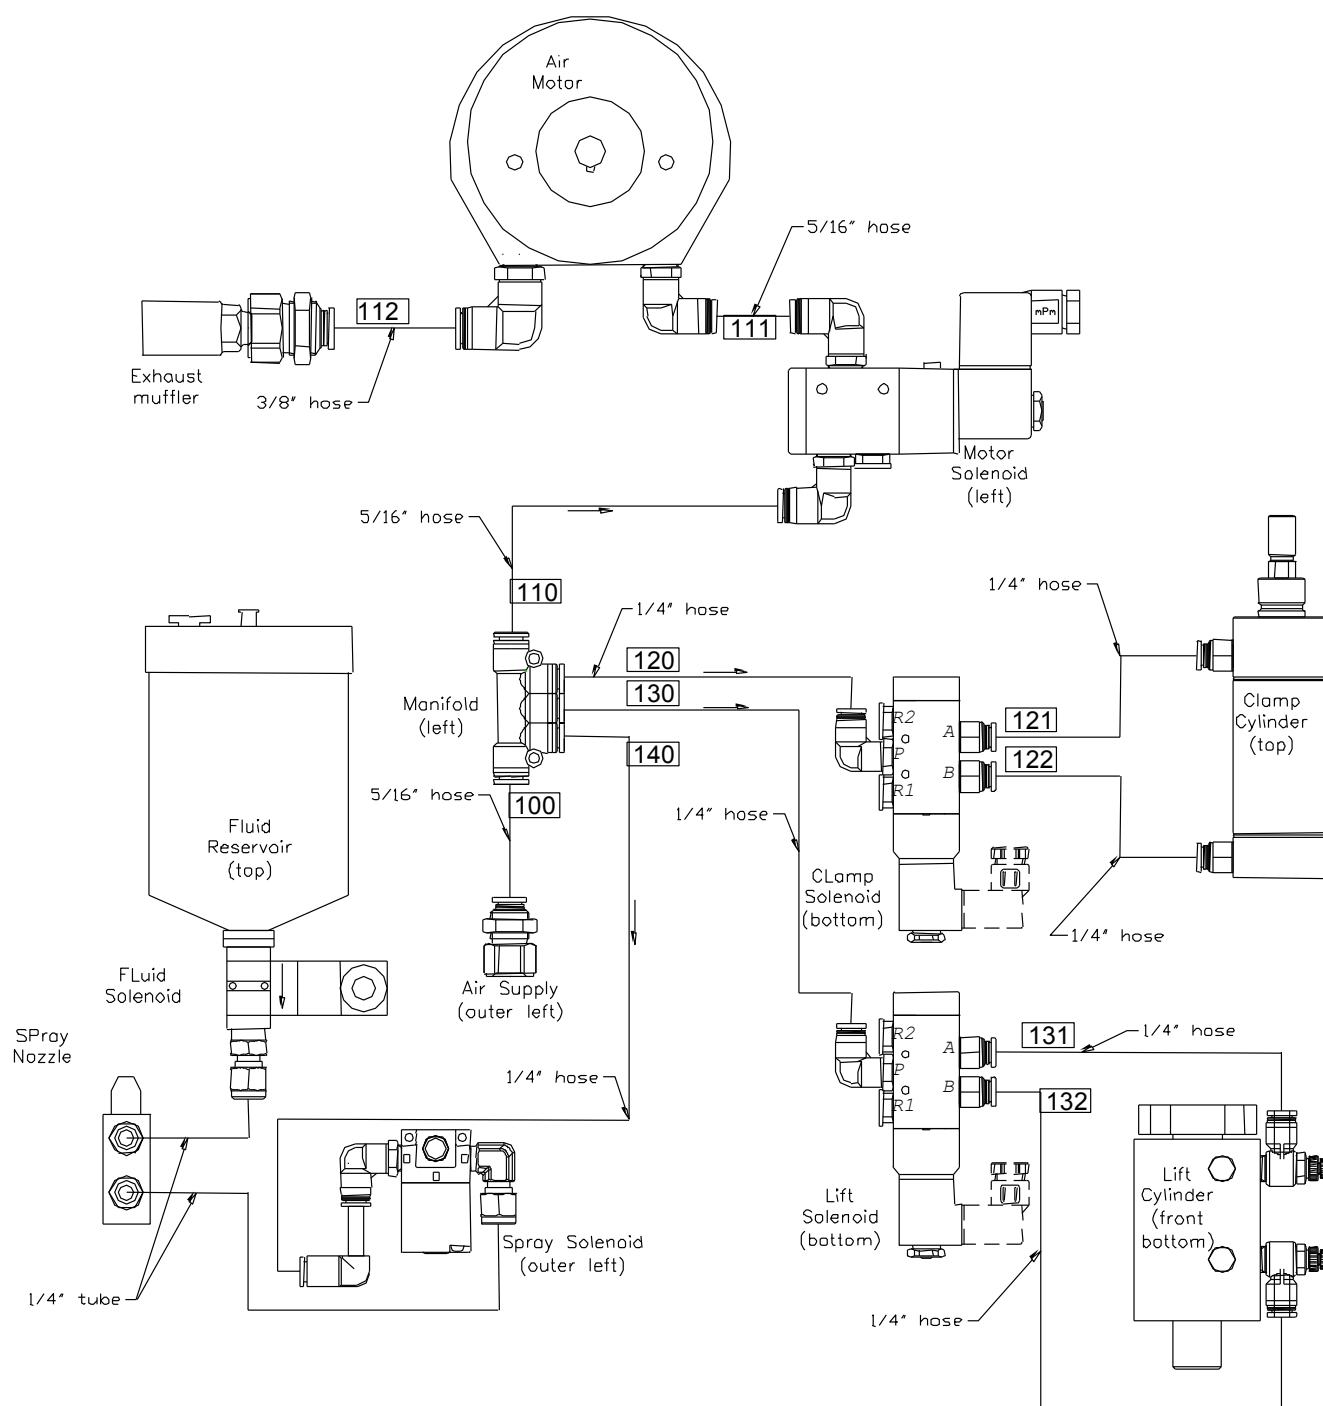 Air
Motor
5/16" hose
112
111
mPm
Exhaust
muffler
3/8" hose
Motor
Solenoid
(left)
5/16" hose
110
1/4" hose
1/4" hose
120
130
140
Manifold
(left)
R2
P
R1
A
B
121
122
Clamp
Cylinder
(top)
5/16" hose
100
1/4" hose
Fluid
Reservoir
(top)
CLamp
Solenoid
(bottom)
1/4" hose
FLuid
Solenoid
Air Supply
(outer left)
SPray
Nozzle
R2
P
R1
A
B
131
1/4" hose
132
1/4" hose
Lift
Cylinder
(front
bottom)
Lift
Solenoid
(bottom)
Spray Solenoid
(outer left)
1/4" tube
1/4" hose